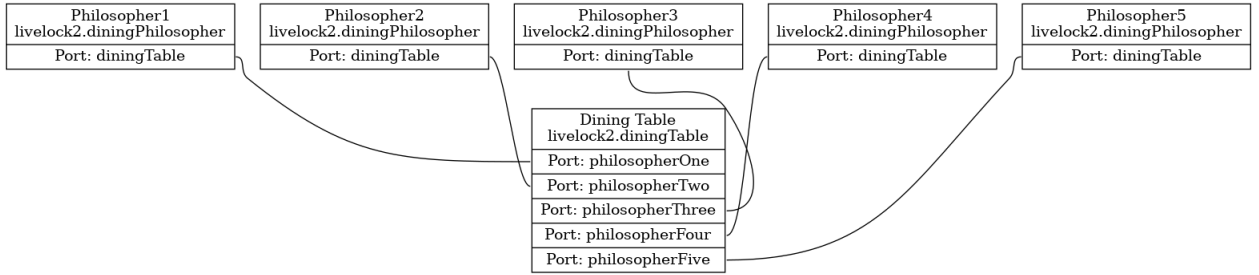 Philosopher1
livelock2.diningPhilosopher
Port: diningTable
Philosopher2
livelock2.diningPhilosopher
Port: diningTable
Philosopher3
livelock2.diningPhilosopher
Port: diningTable
Philosopher4
livelock2.diningPhilosopher
Port: diningTable
Philosopher5
livelock2.diningPhilosopher
Port: diningTable
Dining Table
livelock2.diningTable
Port: philosopherOne
Port: philosopherTwo
Port: philosopherThree
Port: philosopherFour
Port: philosopherFive